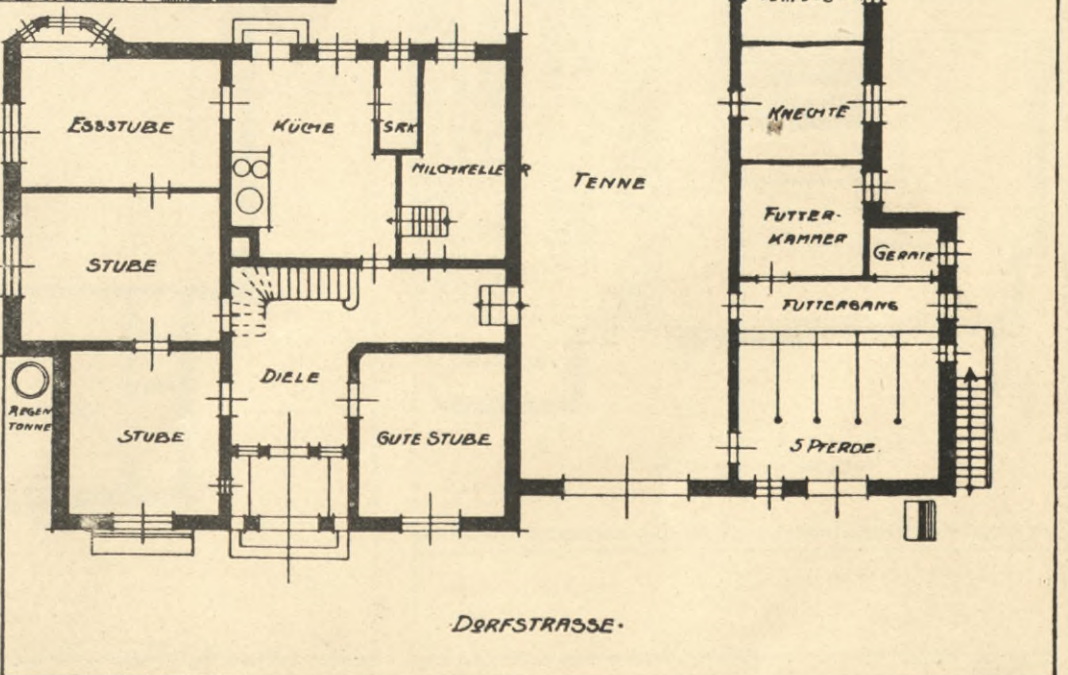 ESSSTUBE
KÜCHE
SRK
MILCHKELLER
TENNE
KNECHTE
FUTTER-
KAMMER
GERÄTE
STUBE
FUTTERGANG
DIELE
REGEN
TONNE
STUBE
GUTE STUBE
5 PFERDE.
·DORFSTRASSE·